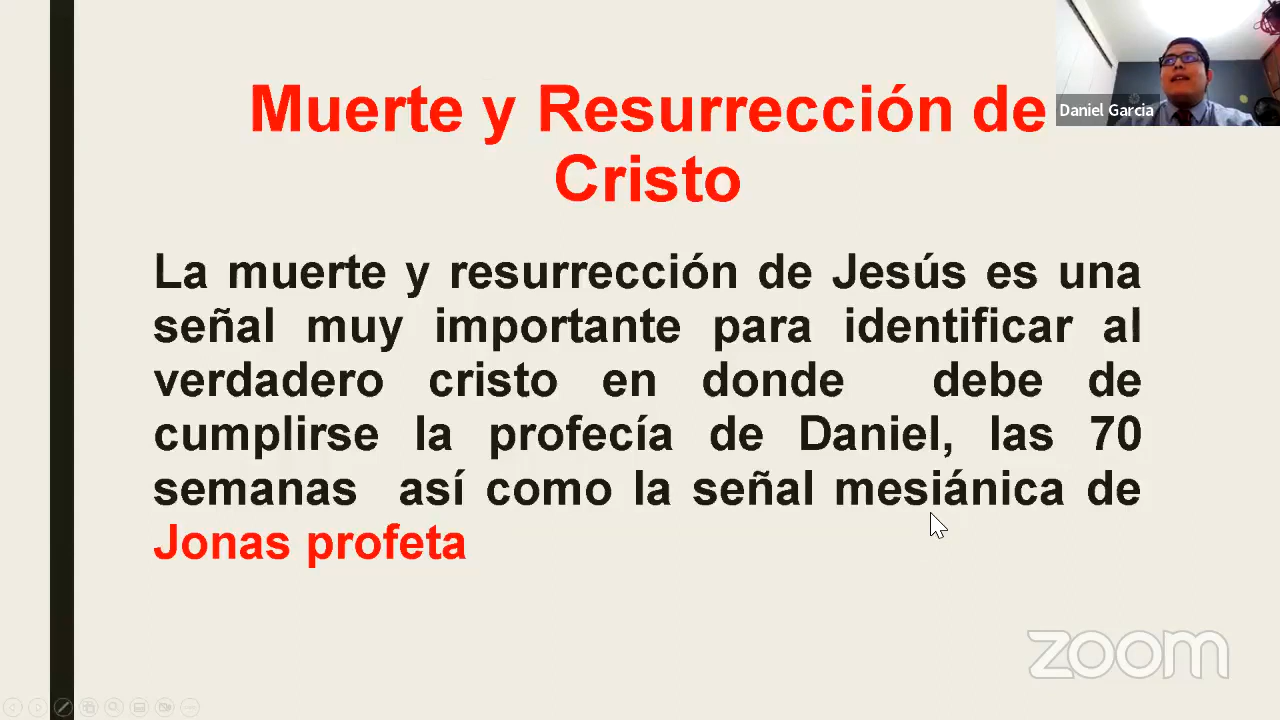 Muerte y Resurrección de
Cristo
Daniel Garcia
La muerte y resurrección de Jesús es una
señal muy importante para identificar al
verdadero cristo en donde debe de
cumplirse la profecía de Daniel, las 70
semanas así como la señal mesiánica de
Jonas profeta
zoom